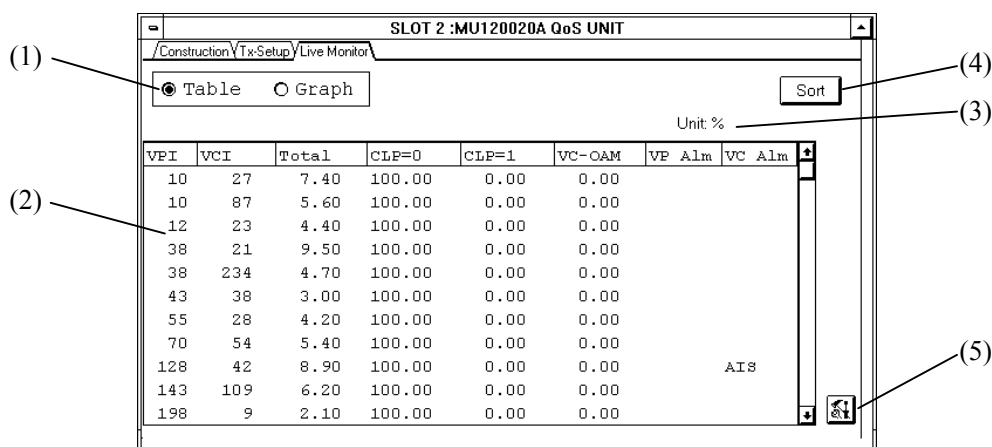 SLOT 2 :MU120020A QoS UNIT
Construction Tx-Setup Live Monitor
(1)
Table Graph
Sort
(4)
Unit: %
(3)
VPI VCI Total CLP=0 CLP=1 VC-OAM VP Alm VC Alm
10 27 7.40 100.00 0.00 0.00
10 87 5.60 100.00 0.00 0.00
(2)
12 23 4.40 100.00 0.00 0.00
38 21 9.50 100.00 0.00 0.00
38 234 4.70 100.00 0.00 0.00
43 38 3.00 100.00 0.00 0.00
55 28 4.20 100.00 0.00 0.00
70 54 5.40 100.00 0.00 0.00
(5)
128 42 8.90 100.00 0.00 0.00 AIS
143 109 6.20 100.00 0.00 0.00
198 9 2.10 100.00 0.00 0.00